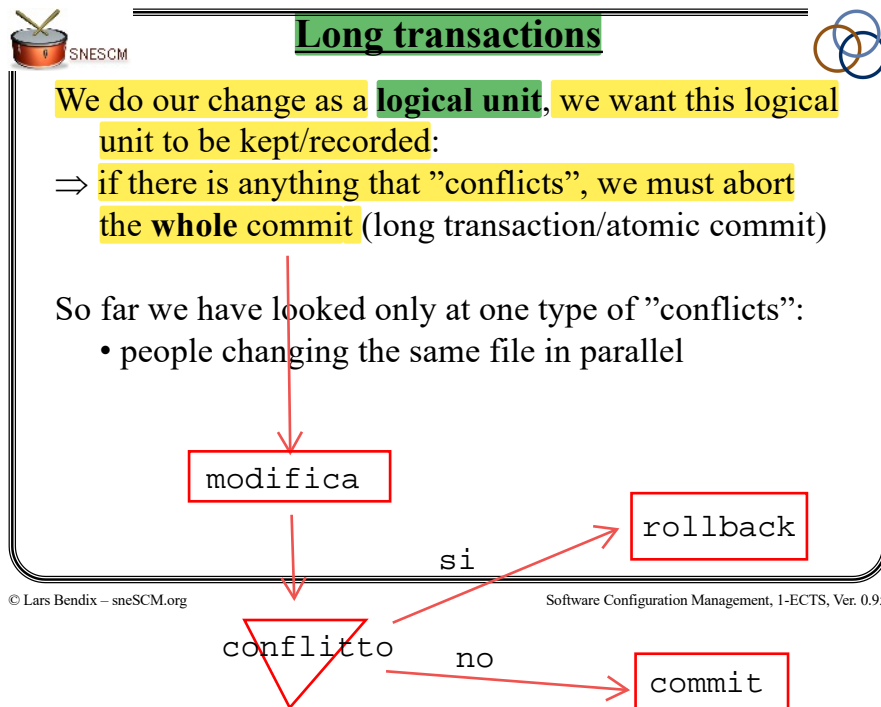 SNESCM
Long transactions
We do our change as a logical unit, we want this logical
unit to be kept/recorded:
⇒ if there is anything that ”conflicts”, we must abort
the whole commit (long transaction/atomic commit)
So far we have looked only at one type of ”conflicts”:
• people changing the same file in parallel
modifica
rollback
si
© Lars Bendix – sneSCM.org
Software Configuration Management, 1-ECTS, Ver. 0.9
conflitto
no
commit